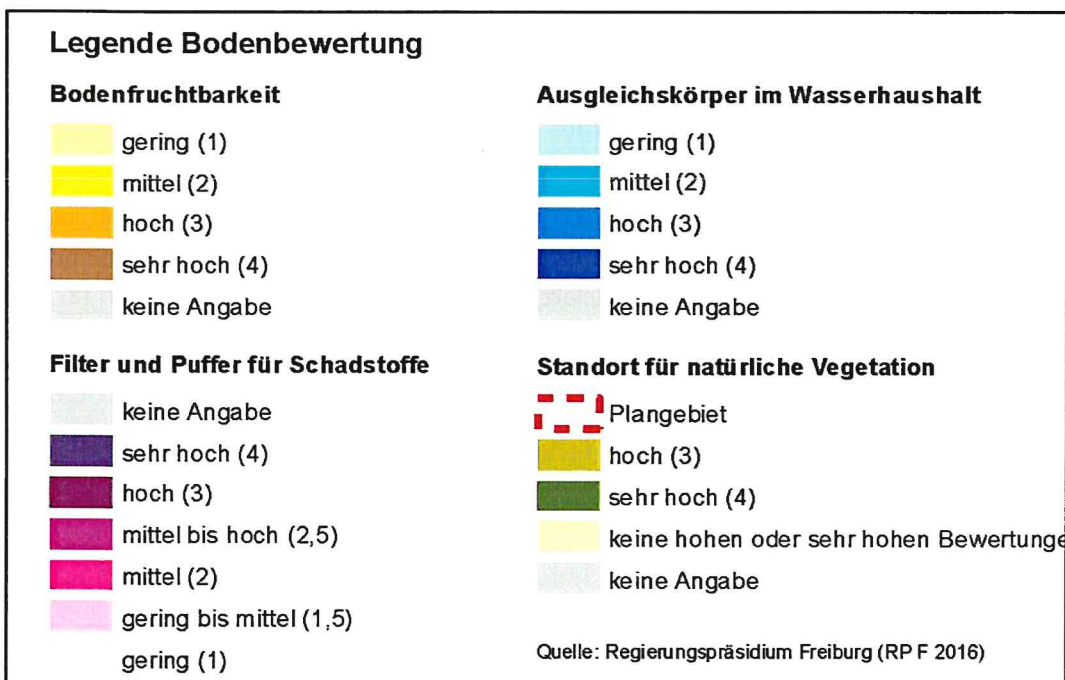 Legende Bodenbewertung
Bodenfruchtbarkeit
gering (1)
mittel (2)
hoch (3)
sehr hoch (4)
keine Angabe
Ausgleichskörper im Wasserhaushalt
gering (1)
mittel (2)
hoch (3)
sehr hoch (4)
keine Angabe
Filter und Puffer für Schadstoffe
keine Angabe
sehr hoch (4)
hoch (3)
mittel bis hoch (2,5)
mittel (2)
gering bis mittel (1,5)
gering (1)
Standort für natürliche Vegetation
Plangebiet
hoch (3)
sehr hoch (4)
keine hohen oder sehr hohen Bewertunge
keine Angabe
Quelle: Regierungspräsidium Freiburg (RP F 2016)